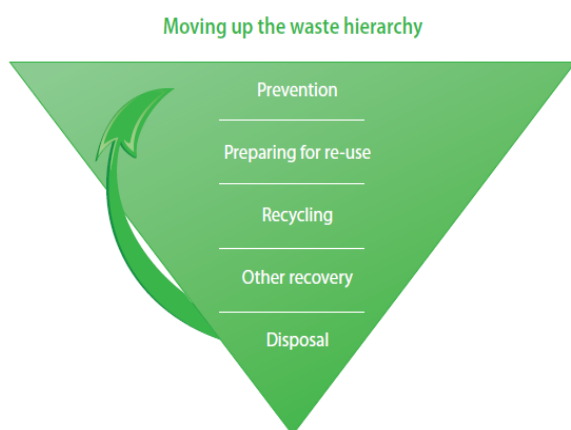 Moving up the waste hierarchy
Prevention
Preparing for re-use
Recycling
Other recovery
Disposal